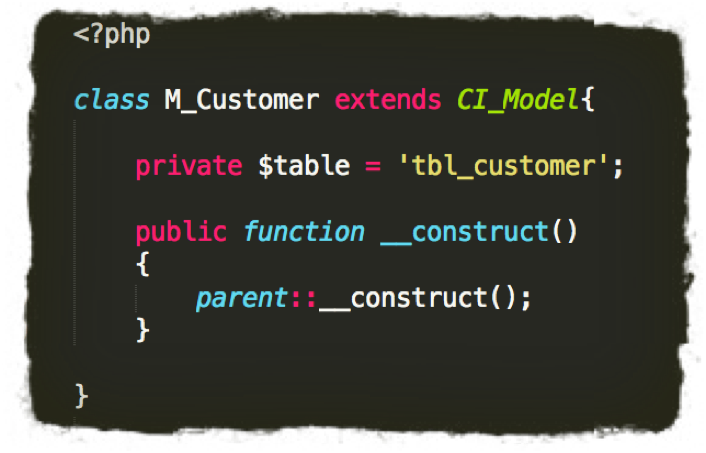 <?php
class M_Customer extends CI_Model{
private $table = 'tbl_customer';
public function __construct()
{
parent::__construct();
}
}